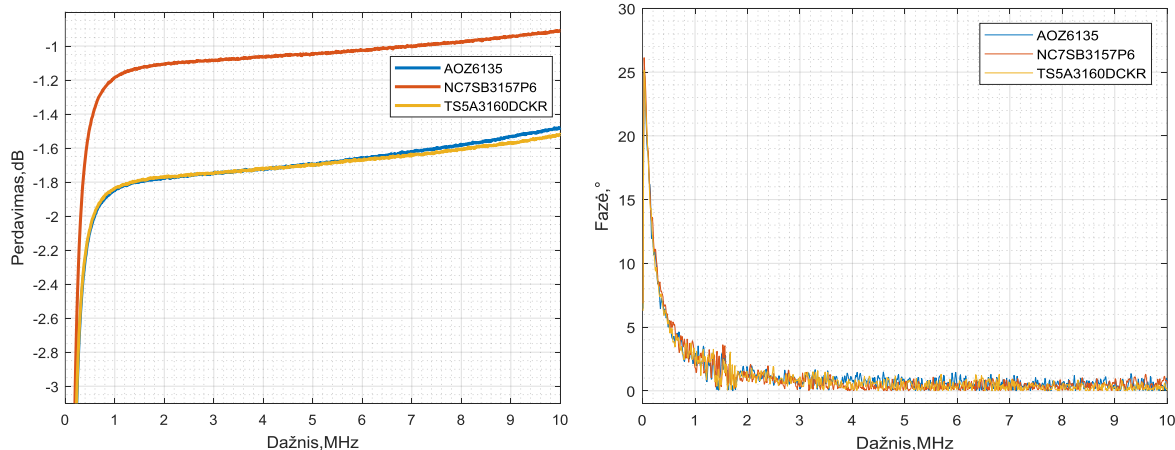 -1
-1.2
-1.4
-1.6
-1.8
-2
-2.2
-2.4
-2.6
-2.8
-3
Perdavimas,dB
0 1 2 3 4 5 6 7 8 9 10
Dažnis,MHz
AOZ6135
NC7SB3157P6
TS5A3160DCKR
30
25
20
15
10
5
0
Fazė,°
0 1 2 3 4 5 6 7 8 9 10
Dažnis,MHz
AOZ6135
NC7SB3157P6
TS5A3160DCKR